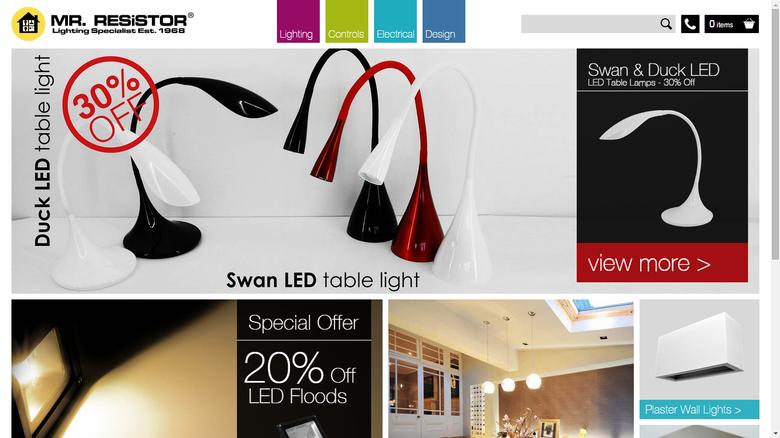 MR. RESiSTOR®
Lighting Specialist Est. 1968
Lighting
Controls
Electrical
Design
0 items
Duck LED table light
30%
OFF
Swan LED table light
Swan & Duck LED
LED Table Lamps - 30% Off
view more >
Special Offer
20% Off
LED Floods
Plaster Wall Lights >